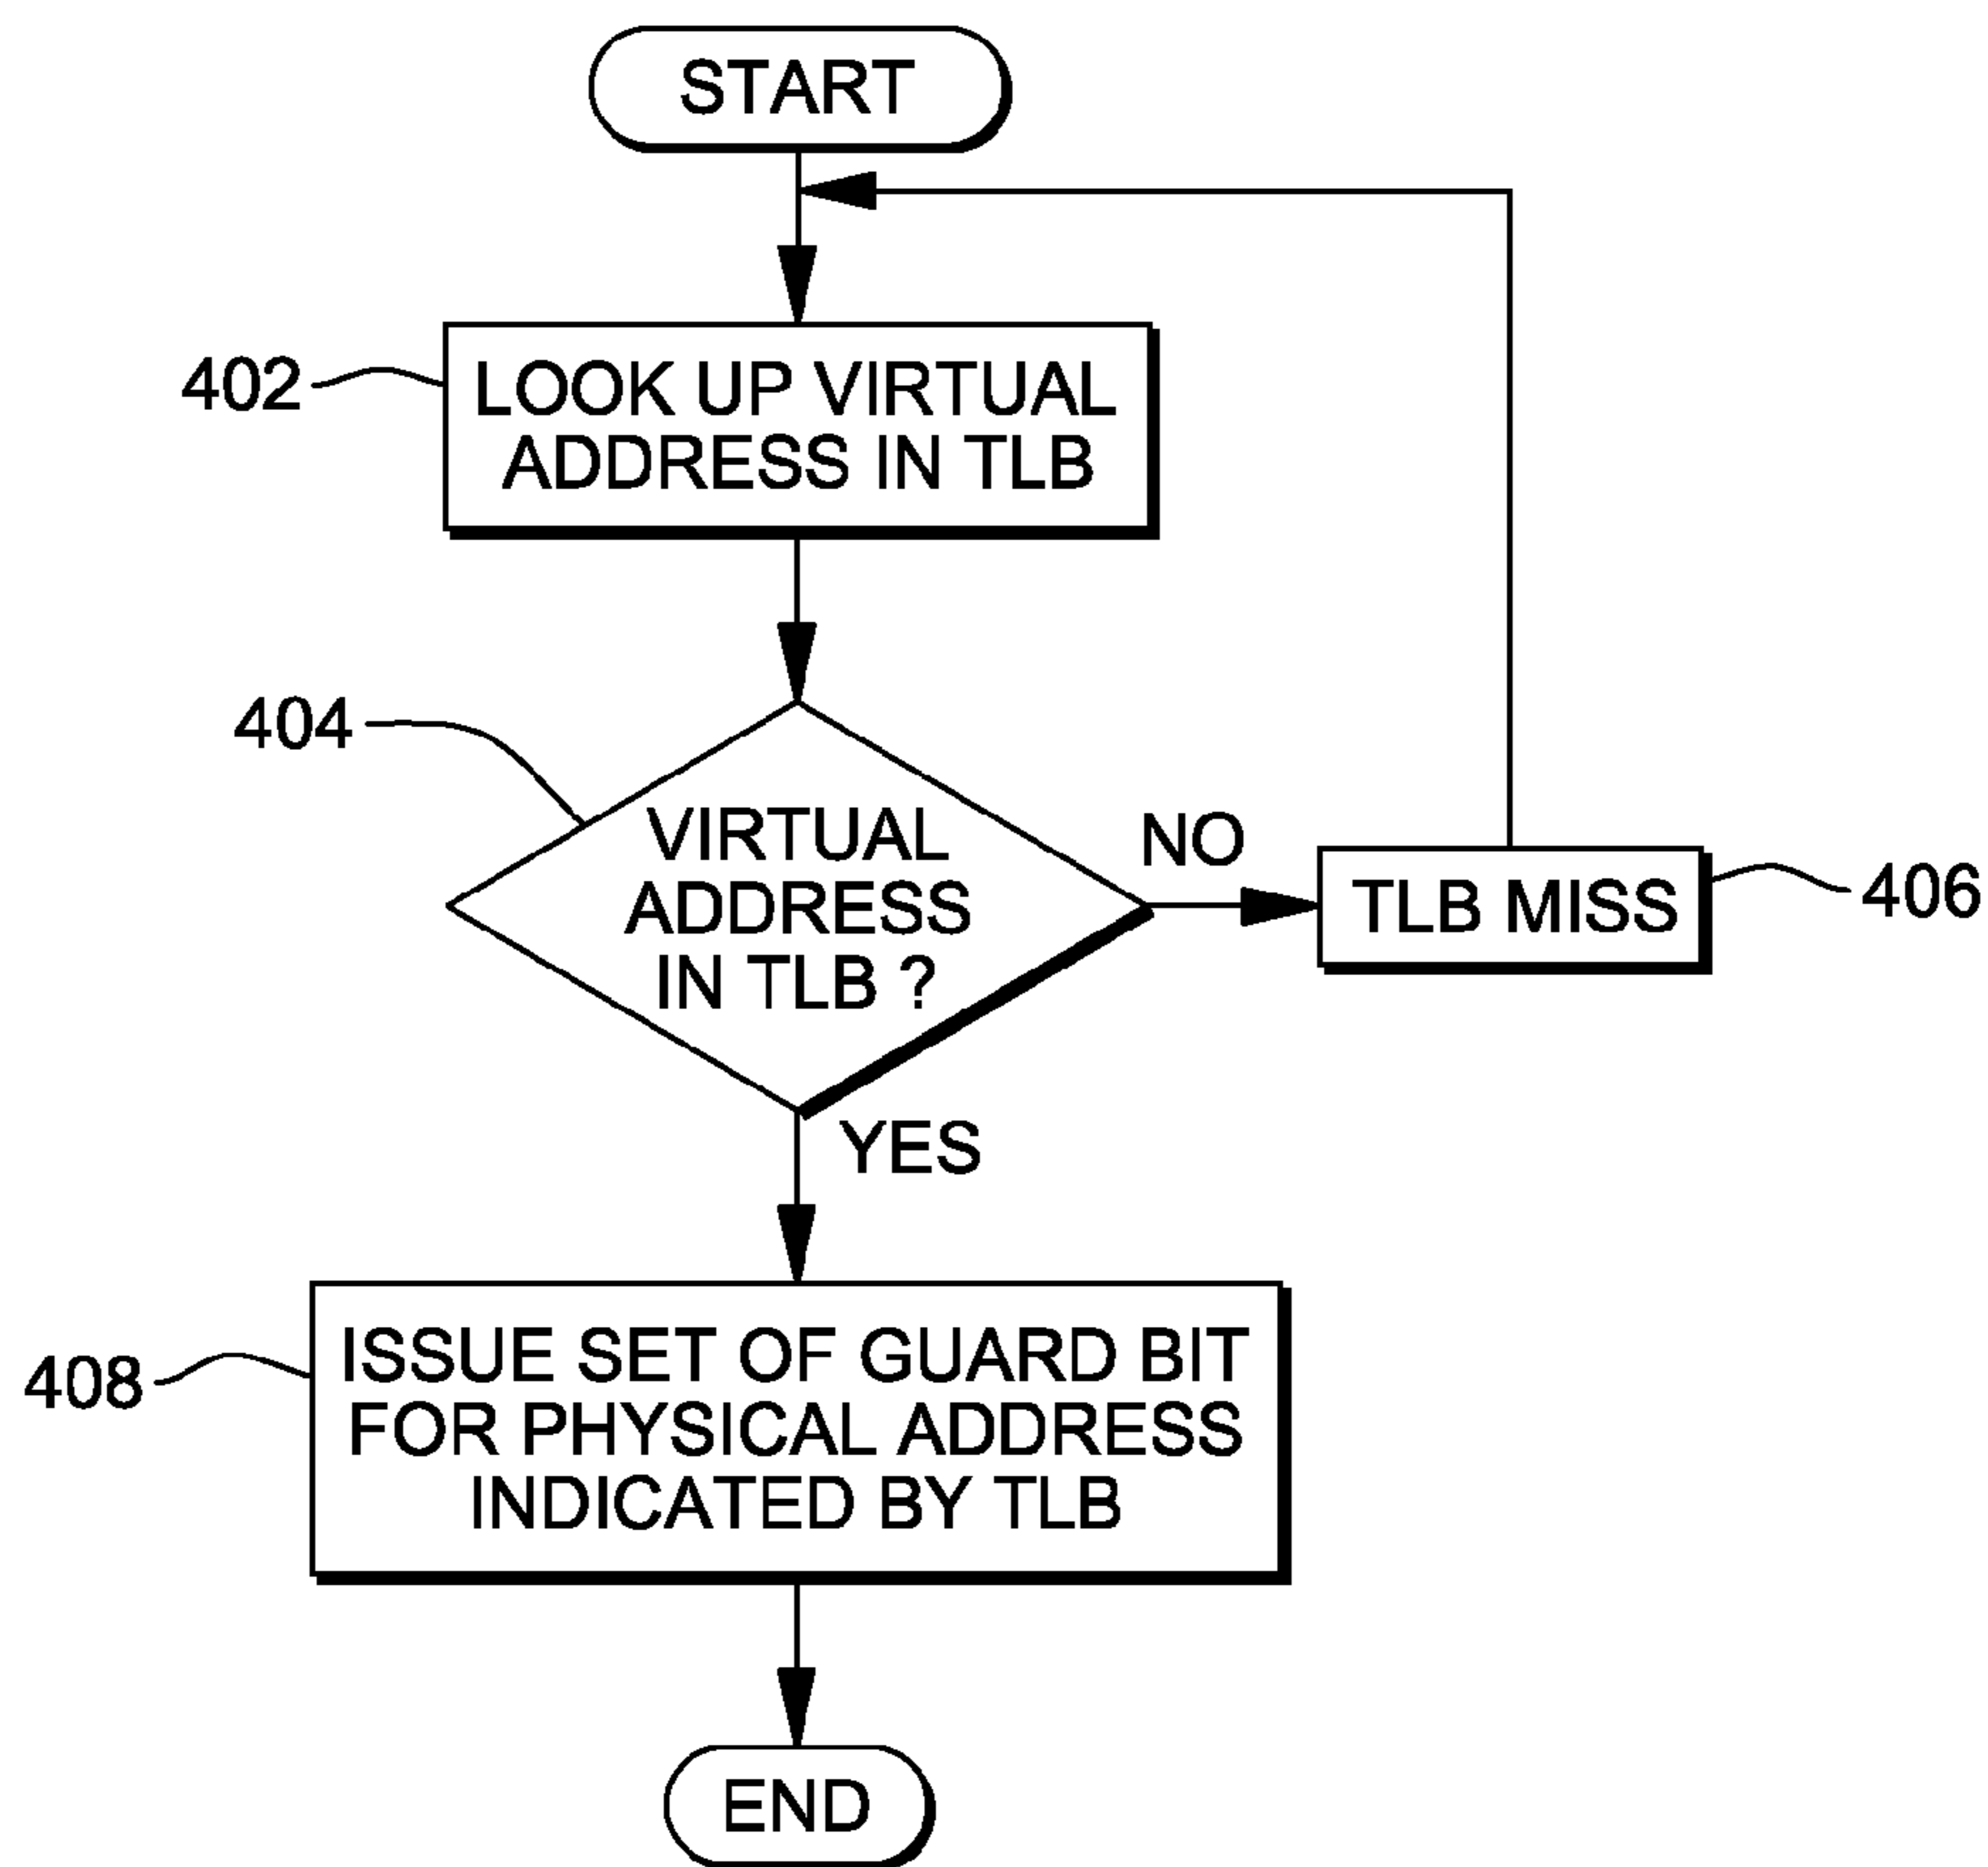 START
402
LOOK UP VIRTUAL
ADDRESS IN TLB
404
VIRTUAL
ADDRESS
IN TLB ?
NO
TLB MISS
406
YES
408
ISSUE SET OF GUARD BIT
FOR PHYSICAL ADDRESS
INDICATED BY TLB
END